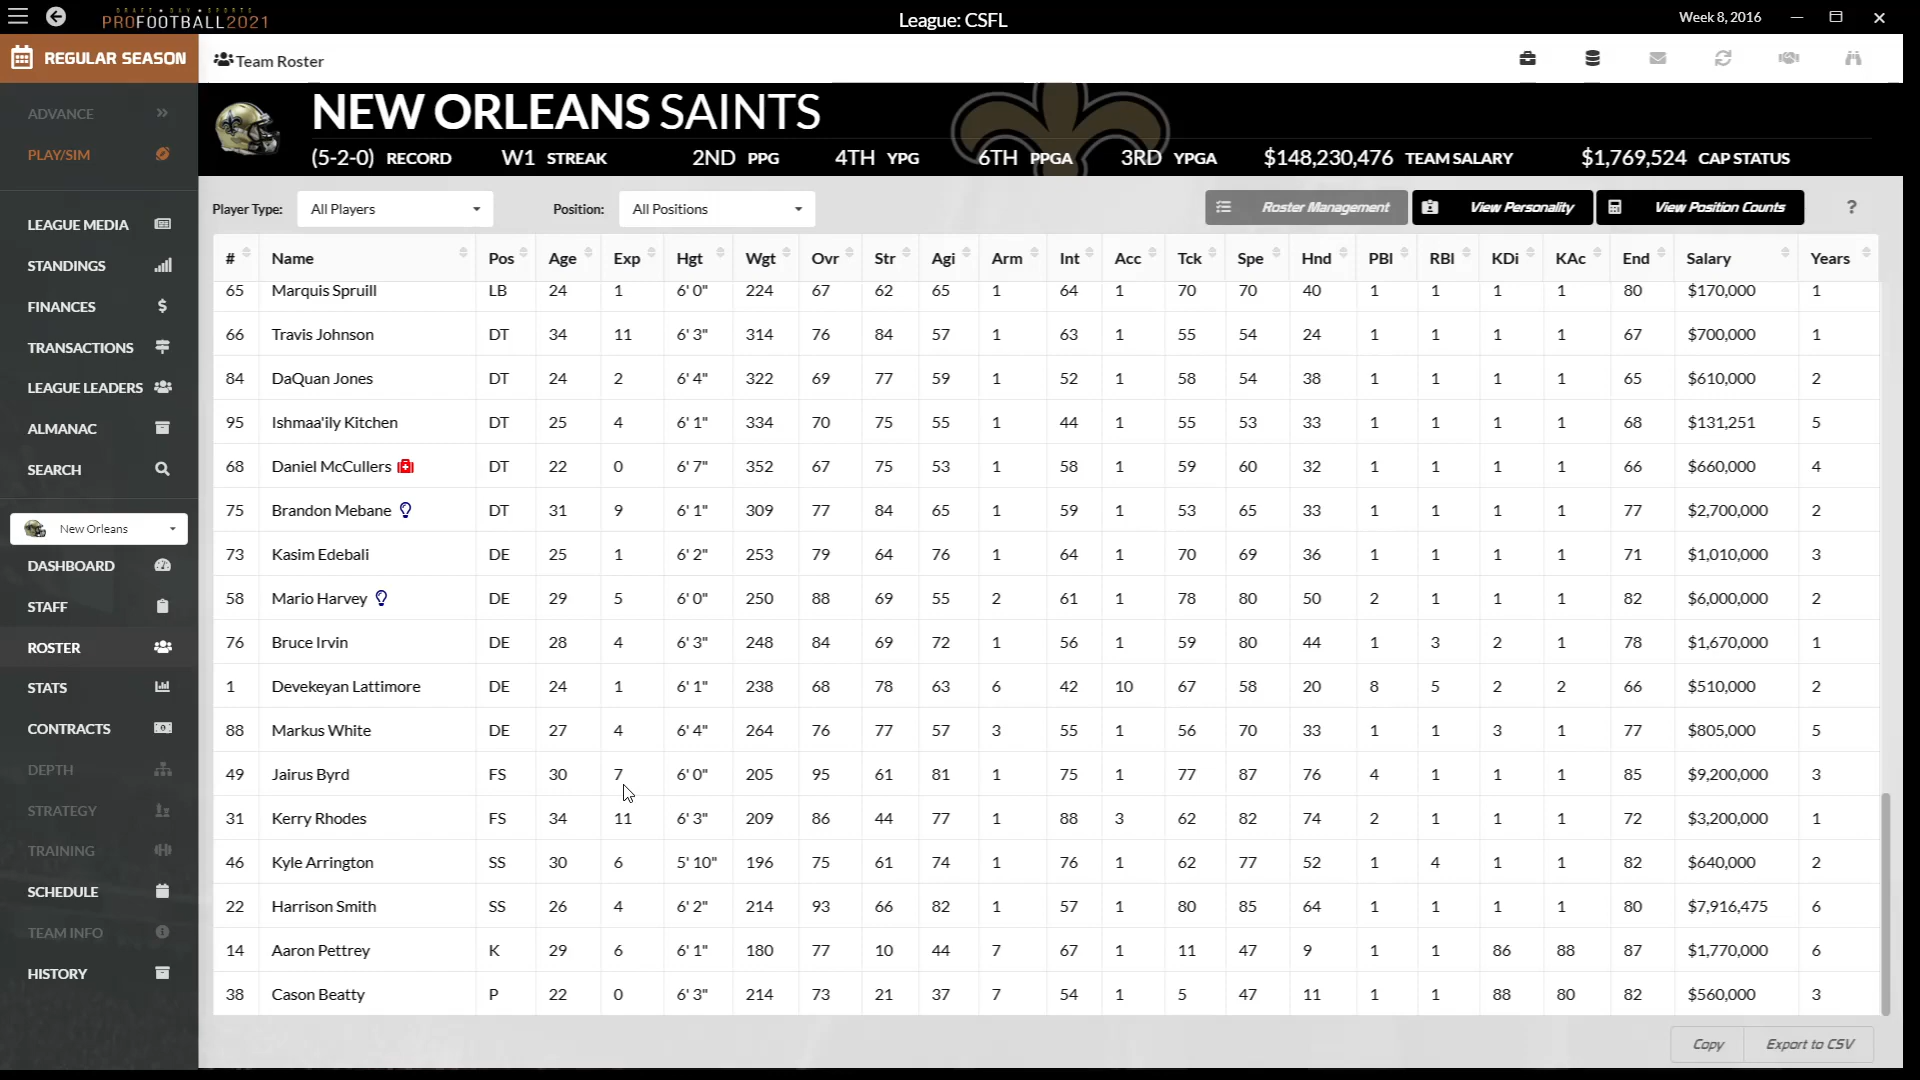 DRAFT DAY SPORTS
PROFOOTBALL2021
League: CSFL
Week 8, 2016
REGULAR SEASON
Team Roster
ADVANCE
PLAY/SIM
LEAGUE MEDIA
STANDINGS
FINANCES
TRANSACTIONS
LEAGUE LEADERS
ALMANAC
SEARCH
New Orleans
DASHBOARD
STAFF
ROSTER
STATS
CONTRACTS
DEPTH
STRATEGY
TRAINING
SCHEDULE
TEAM INFO
HISTORY
NEW ORLEANS SAINTS
(5-2-0) RECORD W1 STREAK 2ND PPG 4TH YPG 6TH PPGA 3RD YPGA $148,230,476 TEAM SALARY $1,769,524 CAP STATUS
Player Type: All Players Position: All Positions Roster Management View Personality View Position Counts ?
# Name Pos Age Exp Hgt Wgt Ovr Str Agi Arm Int Acc Tck Spe Hnd PBl RBl KDi KAc End Salary Years
65 Marquis Spruill LB 24 1 6' 0" 224 67 62 65 1 64 1 70 70 40 1 1 1 1 80 $170,000 1
66 Travis Johnson DT 34 11 6' 3" 314 76 84 57 1 63 1 55 54 24 1 1 1 1 67 $700,000 1
84 DaQuan Jones DT 24 2 6' 4" 322 69 77 59 1 52 1 58 54 38 1 1 1 1 65 $610,000 2
95 Ishmaa'ily Kitchen DT 25 4 6' 1" 334 70 75 55 1 44 1 55 53 33 1 1 1 1 68 $131,251 5
68 Daniel McCullers DT 22 0 6' 7" 352 67 75 53 1 58 1 59 60 32 1 1 1 1 66 $660,000 4
75 Brandon Mebane DT 31 9 6' 1" 309 77 84 65 1 59 1 53 65 33 1 1 1 1 77 $2,700,000 2
73 Kasim Edebali DE 25 1 6' 2" 253 79 64 76 1 64 1 70 69 36 1 1 1 1 71 $1,010,000 3
58 Mario Harvey DE 29 5 6' 0" 250 88 69 55 2 61 1 78 80 50 2 1 1 1 82 $6,000,000 2
76 Bruce Irvin DE 28 4 6' 3" 248 84 69 72 1 56 1 59 80 44 1 3 2 1 78 $1,670,000 1
1 Devekeyan Lattimore DE 24 1 6' 1" 238 68 78 63 6 42 10 67 58 20 8 5 2 2 66 $510,000 2
88 Markus White DE 27 4 6' 4" 264 76 77 57 3 55 1 56 70 33 1 1 3 1 77 $805,000 5
49 Jairus Byrd FS 30 7 6' 0" 205 95 61 81 1 75 1 77 87 76 4 1 1 1 85 $9,200,000 3
31 Kerry Rhodes FS 34 11 6' 3" 209 86 44 77 1 88 3 62 82 74 2 1 1 1 72 $3,200,000 1
46 Kyle Arrington SS 30 6 5' 10" 196 75 61 74 1 76 1 62 77 52 1 4 1 1 82 $640,000 2
22 Harrison Smith SS 26 4 6' 2" 214 93 66 82 1 57 1 80 85 64 1 1 1 1 80 $7,916,475 6
14 Aaron Pettrey K 29 6 6' 1" 180 77 10 44 7 67 1 11 47 9 1 1 86 88 87 $1,770,000 6
38 Cason Beatty P 22 0 6' 3" 214 73 21 37 7 54 1 5 47 11 1 1 88 80 82 $560,000 3
Copy Export to CSV